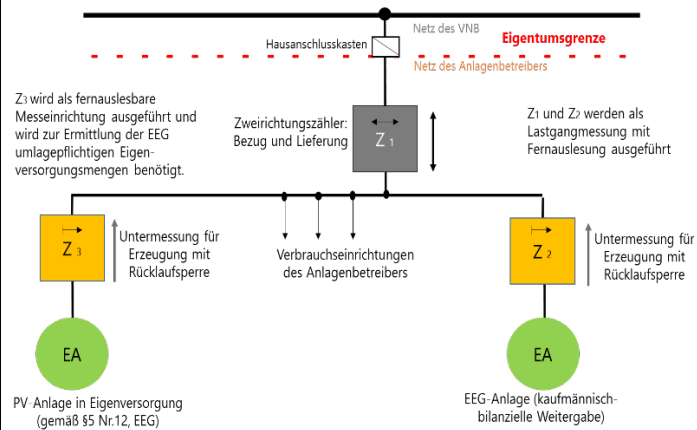 Netz des VNB
Eigentumsgrenze
Hausanschlusskasten
Netz des Anlagenbetreibers
Z3 wird als fernauslesbare
Messeinrichtung ausgeführt und
wird zur Ermittlung der EEG
umlagepflichtigen Eigen-
versorgungsmengen benötigt.
Zweirichtungszähler:
Bezug und Lieferung
Z 1
Z1 und Z2 werden als
Lastgangmessung mit
Fernauslesung ausgeführt
Z 3
Untermessung für
Erzeugung mit
Rücklaufsperre
Verbrauchseinrichtungen
des Anlagenbetreibers
Z 2
Untermessung für
Erzeugung mit
Rücklaufsperre
EA
PV-Anlage in Eigenversorgung
(gemäß §5 Nr.12, EEG)
EA
EEG-Anlage (kaufmännisch-
bilanzielle Weitergabe)